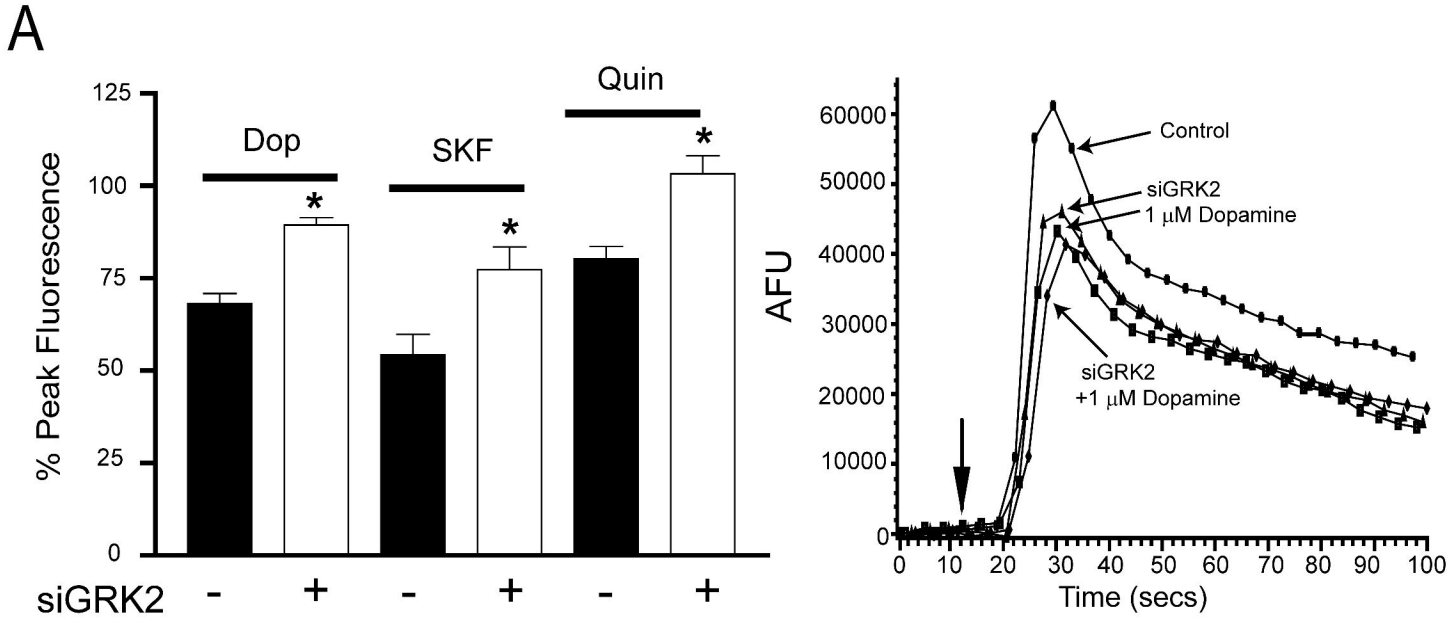 A
125
100
75
50
25
0
% Peak Fluorescence
Dop
SKF
Quin
*
*
*
siGRK2 - + - + - +
60000
50000
40000
30000
20000
10000
0
AFU
Control
siGRK2
1 μM Dopamine
siGRK2
+1 μM Dopamine
0 10 20 30 40 50 60 70 80 90 100
Time (secs)